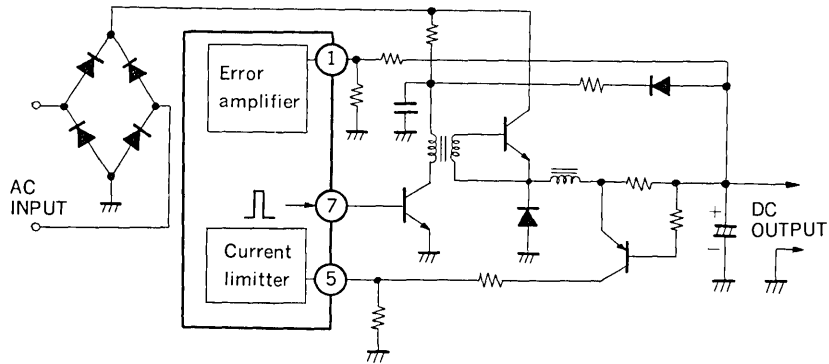 Error
amplifier
1
AC
INPUT
7
Current
limitter
5
+
−
DC
OUTPUT